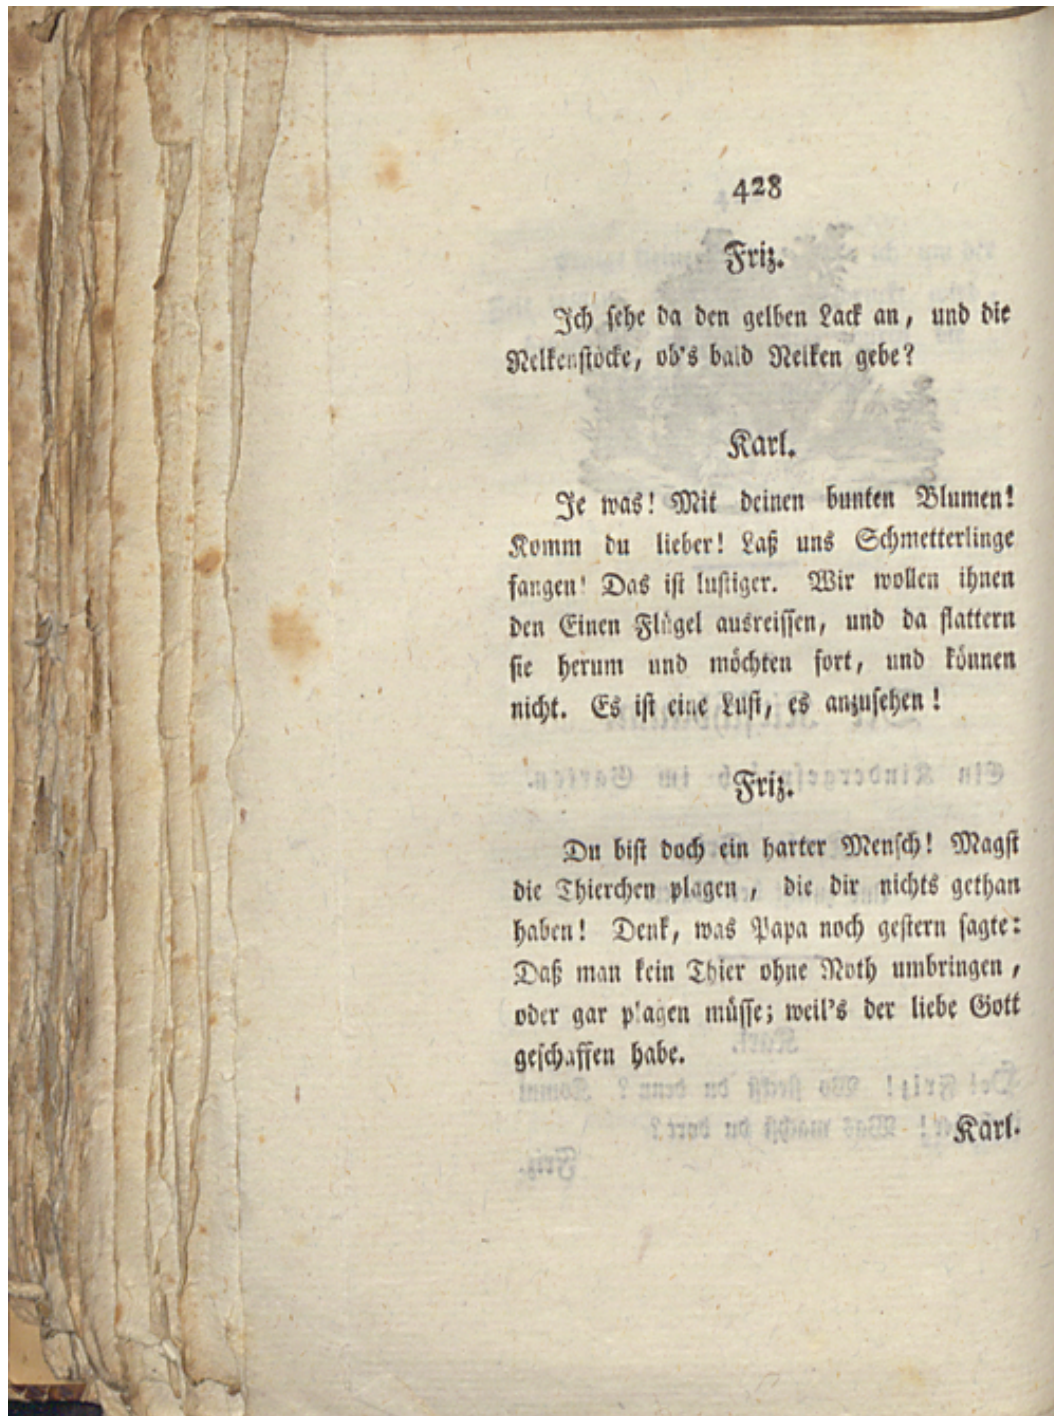 428
Friz.
Ich sehe da den gelben Lack an, und die
Nelkenstöcke, ob's bald Nelken gebe?
Karl.
Je was! Mit deinen bunten Blumen!
Komm du lieber! Laß uns Schmetterlinge
fangen! Das ist lustiger. Wir wollen ihnen
den Einen Flügel ausreissen, und da flattern
sie herum und möchten fort, und können
nicht. Es ist eine Lust, es anzusehen!
Friz.
Du bist doch ein harter Mensch! Magst
die Thierchen plagen, die dir nichts gethan
haben! Denk, was Papa noch gestern sagte:
Daß man kein Thier ohne Noth umbringen,
oder gar plagen müsse; weil's der liebe Gott
geschaffen habe.
Karl.